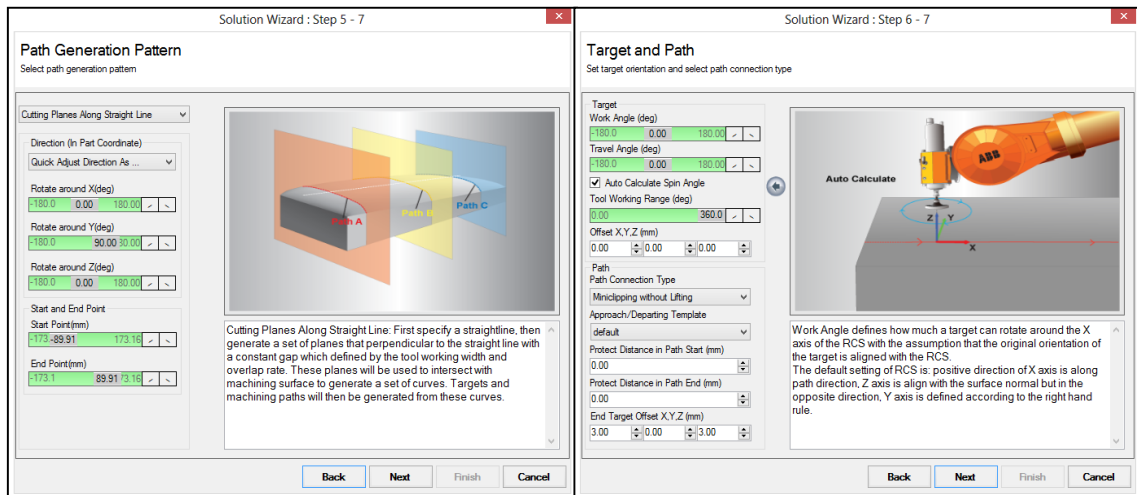 Solution Wizard : Step 5 - 7
Path Generation Pattern
Select path generation pattern
Cutting Planes Along Straight Line
Direction (In Part Coordinate)
Quick Adjust Direction As ...
Rotate around X(deg)
-180.0 0.00 180.00
Rotate around Y(deg)
-180.0 90.00 80.00
Rotate around Z(deg)
-180.0 0.00 180.00
Start and End Point
Start Point(mm)
-173. -89.91 173.16
End Point(mm)
-173.1 89.91 73.16
Path A
Path B
Path C
Cutting Planes Along Straight Line: First specify a straightline, then
generate a set of planes that perpendicular to the straight line with
a constant gap which defined by the tool working width and
overlap rate. These planes will be used to intersect with
machining surface to generate a set of curves. Targets and
machining paths will then be generated from these curves.
Back Next Finish Cancel
Solution Wizard : Step 6 - 7
Target and Path
Set target orientation and select path connection type
Target
Work Angle (deg)
-180.0 0.00 180.00
Travel Angle (deg)
-180.0 0.00 180.00
Auto Calculate Spin Angle
Tool Working Range (deg)
0.00 360.0
Offset X,Y,Z (mm)
0.00 0.00 0.00
Path
Path Connection Type
Miniclipping without Lifting
Approach/Departing Template
default
Protect Distance in Path Start (mm)
0.00
Protect Distance in Path End (mm)
0.00
End Target Offset X,Y,Z (mm)
3.00 0.00 3.00
ABB
Auto Calculate
Z Y
X
Work Angle defines how much a target can rotate around the X
axis of the RCS with the assumption that the original orientation of
the target is aligned with the RCS.
The default setting of RCS is: positive direction of X axis is along
path direction, Z axis is align with the surface normal but in the
opposite direction, Y axis is defined according to the right hand
rule.
Back Next Finish Cancel